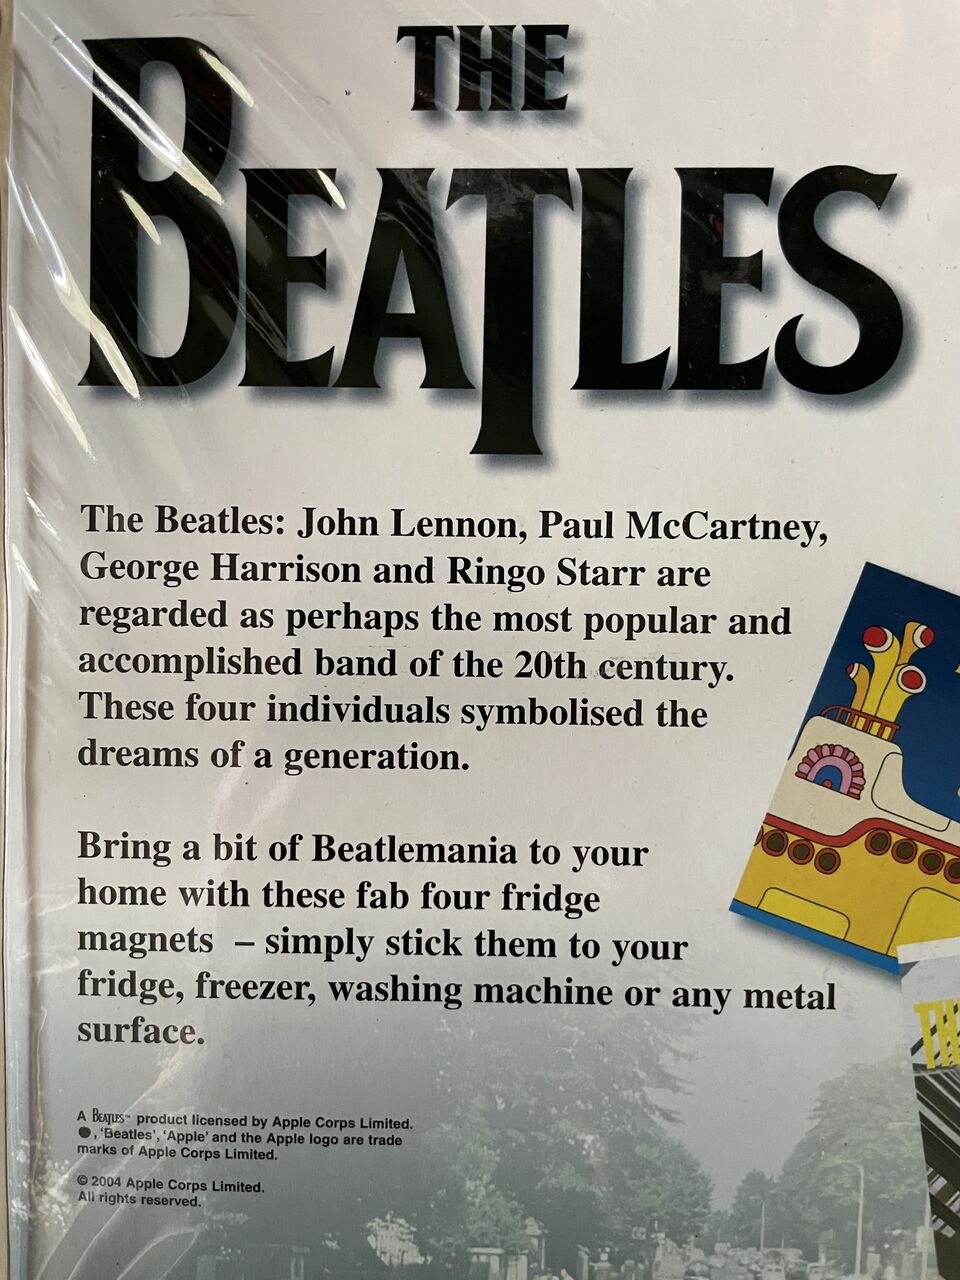 THE
BEATLES
The Beatles: John Lennon, Paul McCartney,
George Harrison and Ringo Starr are
regarded as perhaps the most popular and
accomplished band of the 20th century.
These four individuals symbolised the
dreams of a generation.
Bring a bit of Beatlemania to your
home with these fab four fridge
magnets – simply stick them to your
fridge, freezer, washing machine or any metal
surface.
TH
A BEATLES™ product licensed by Apple Corps Limited.
, ‘Beatles’, ‘Apple’ and the Apple logo are trade
marks of Apple Corps Limited.
© 2004 Apple Corps Limited.
All rights reserved.